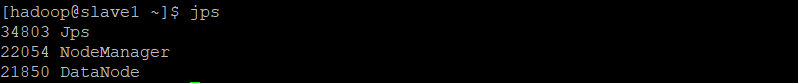 [hadoop@slave1 ~]$ jps
34803 Jps
22054 NodeManager
21850 DataNode